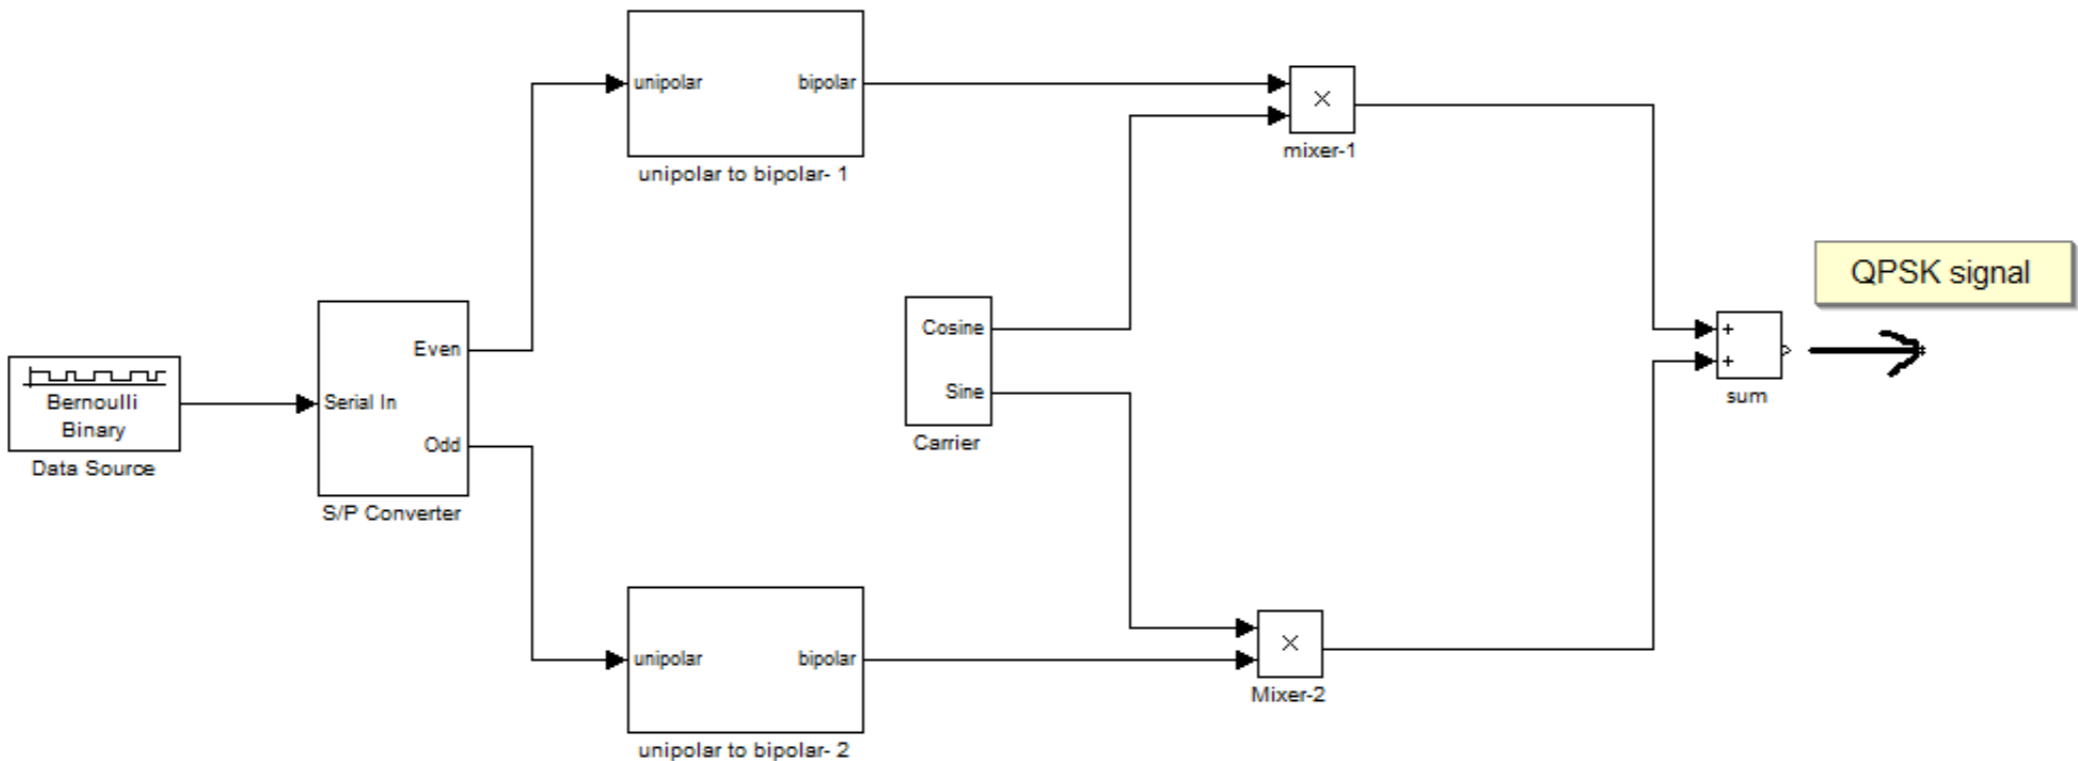 unipolar
bipolar
unipolar to bipolar- 1
×
mixer-1
QPSK signal
Cosine
Sine
Carrier
+
+
sum
Even
Serial In
Odd
S/P Converter
Bernoulli
Binary
Data Source
unipolar
bipolar
unipolar to bipolar- 2
×
Mixer-2